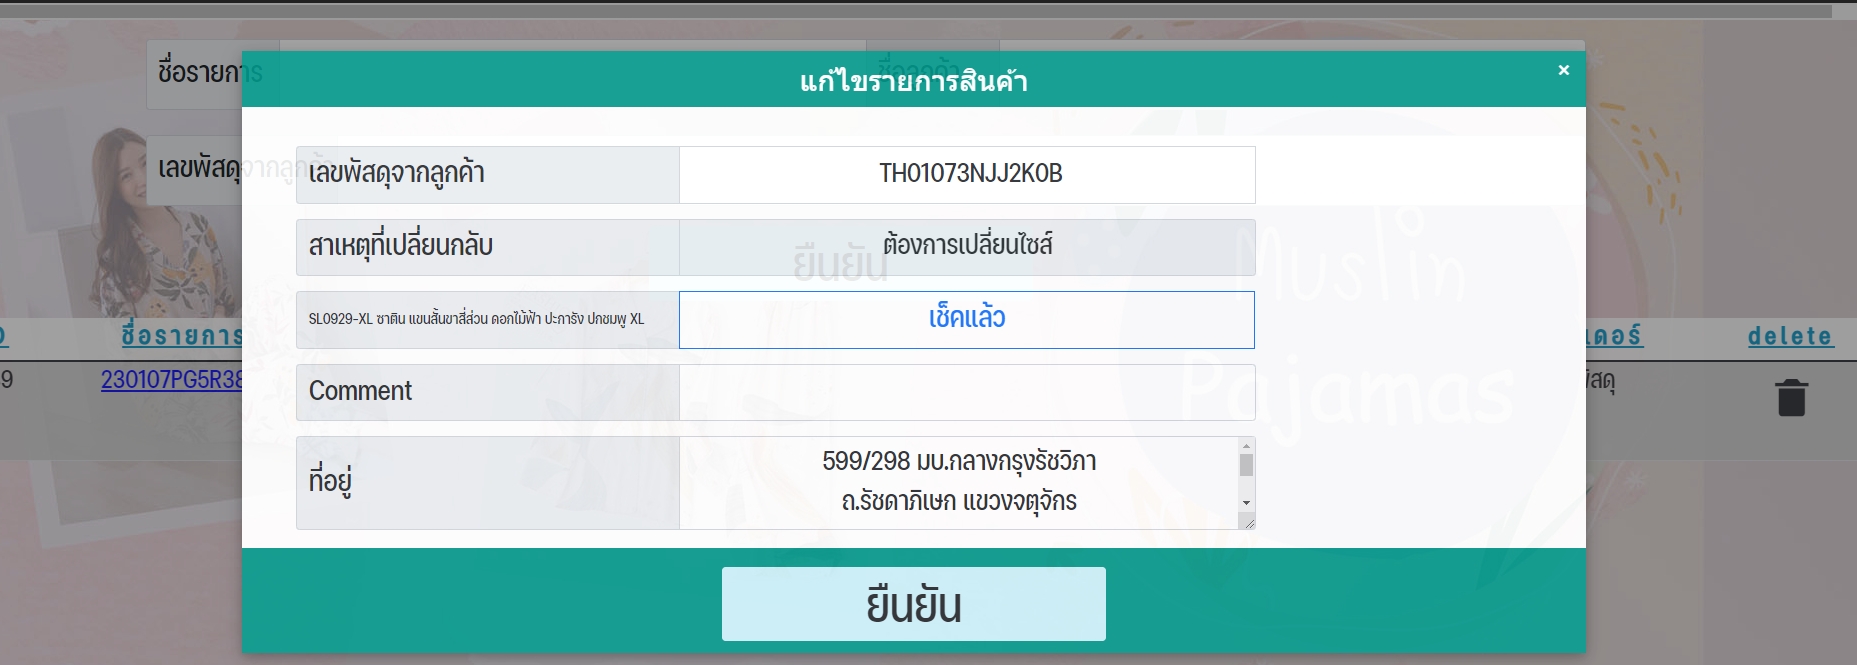 ชื่อรายการ
ชื่อลูกค้า
แก้ไขรายการสินค้า
×
เลขพัสดุจากลูกค้า
เลขพัสดุจากลูกค้า
TH01073NJJ2K0B
สาเหตุที่เปลี่ยนกลับ
ต้องการเปลี่ยนไซส์
ยืนยัน
Muslin
Pajamas
SL0929-XL ซาติน แขนสั้นขาสี่ส่วน ดอกไม้ฟ้า ปะการัง ปกชมพู XL
เช็คแล้ว
ชื่อรายการ
delete
230107PG5R38
Comment
ที่อยู่
599/298 มบ.กลางกรุงรัชวิภา
ถ.รัชดาภิเษก แขวงจตุจักร
ยืนยัน